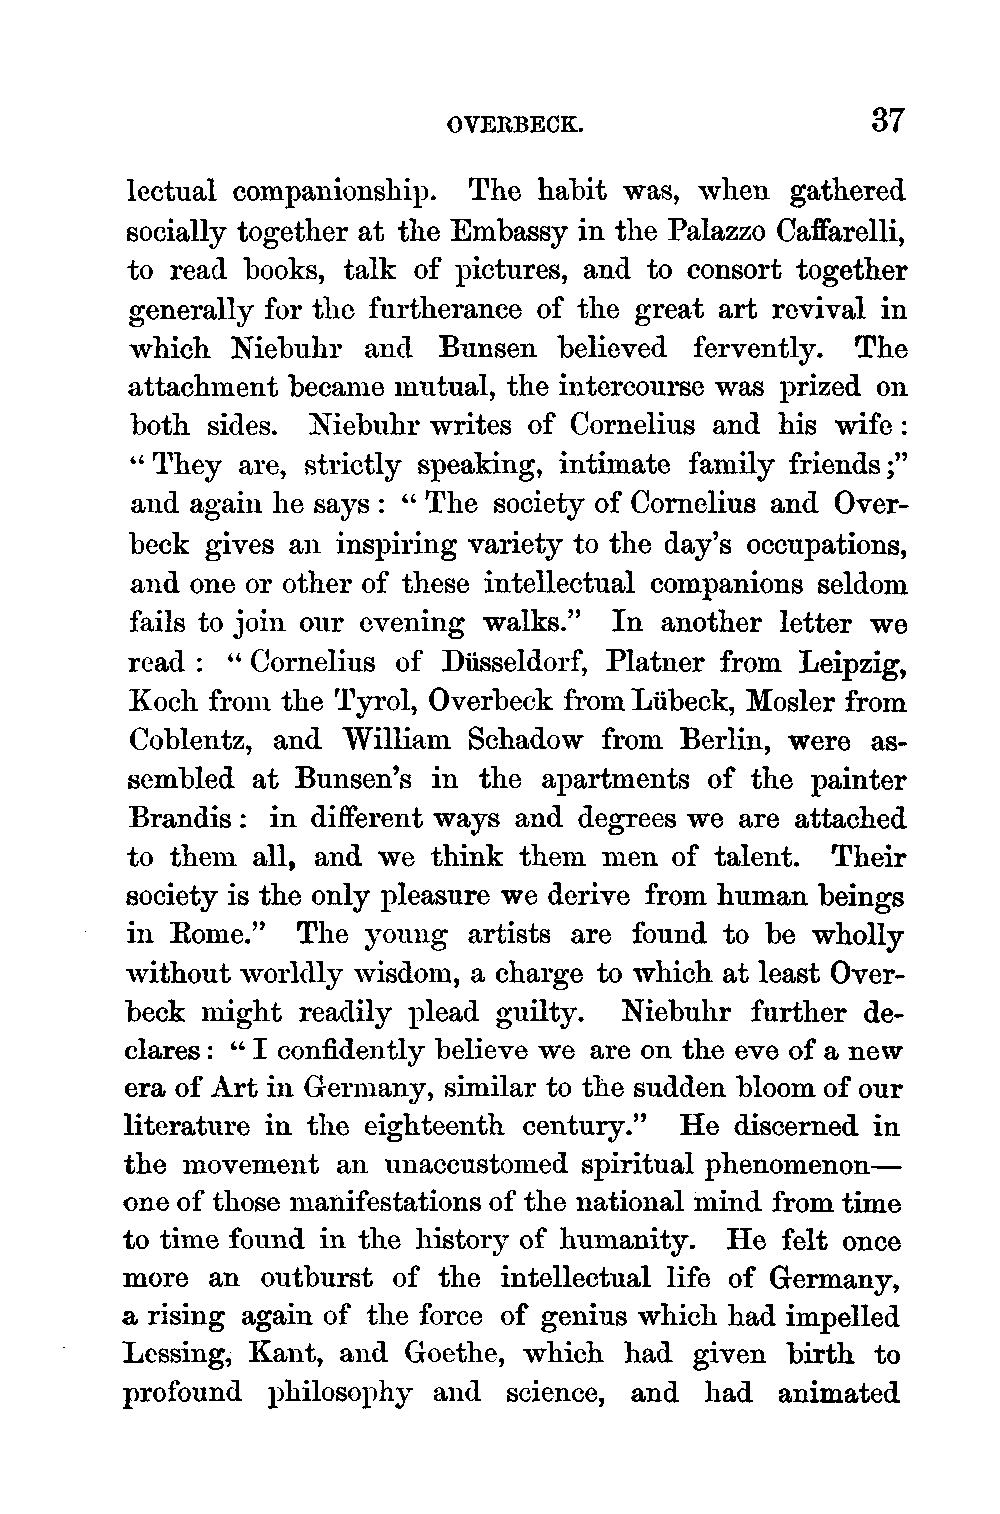 OVERBECK. 37
lectual companionship. The habit was, when gathered
socially together at the Embassy in the Palazzo Caffarelli,
to read books, talk of pictures, and to consort together
generally for the furtherance of the great art revival in
which Niebuhr and Bunsen believed fervently. The
attachment became mutual, the intercourse was prized on
both sides. Niebuhr writes of Cornelius and his wife :
“ They are, strictly speaking, intimate family friends ;”
and again he says : “ The society of Cornelius and Over-
beck gives an inspiring variety to the day’s occupations,
and one or other of these intellectual companions seldom
fails to join our evening walks.” In another letter we
read : “ Cornelius of Düsseldorf, Platner from Leipzig,
Koch from the Tyrol, Overbeck from Lübeck, Mosler from
Coblentz, and William Schadow from Berlin, were as-
sembled at Bunsen’s in the apartments of the painter
Brandis : in different ways and degrees we are attached
to them all, and we think them men of talent. Their
society is the only pleasure we derive from human beings
in Rome.” The young artists are found to be wholly
without worldly wisdom, a charge to which at least Over-
beck might readily plead guilty. Niebuhr further de-
clares : “ I confidently believe we are on the eve of a new
era of Art in Germany, similar to the sudden bloom of our
literature in the eighteenth century.” He discerned in
the movement an unaccustomed spiritual phenomenon—
one of those manifestations of the national mind from time
to time found in the history of humanity. He felt once
more an outburst of the intellectual life of Germany,
a rising again of the force of genius which had impelled
Lessing, Kant, and Goethe, which had given birth to
profound philosophy and science, and had animated